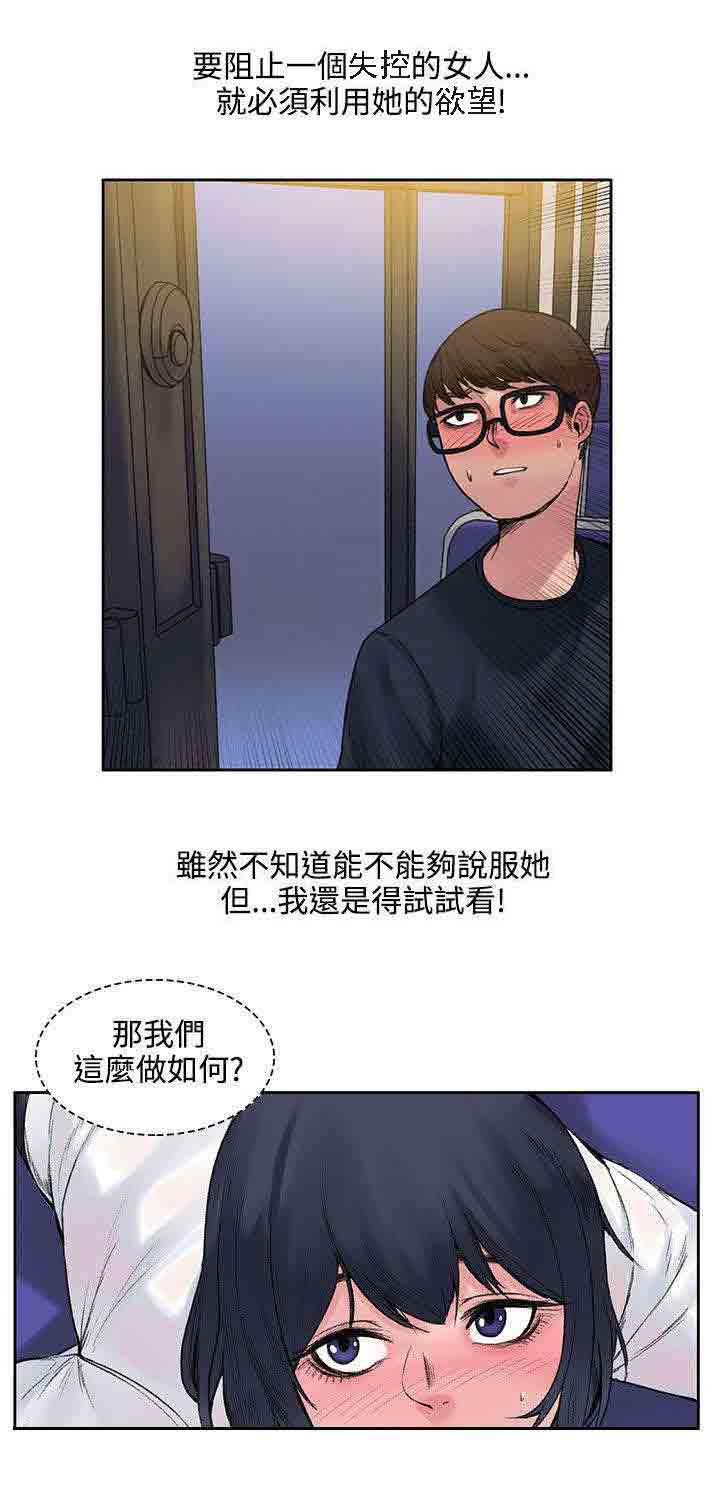 要阻止一個失控的女人...
就必須利用她的欲望!
雖然不知道能不能夠說服她
但...我還是得試試看!
那我們
這麼做如何?